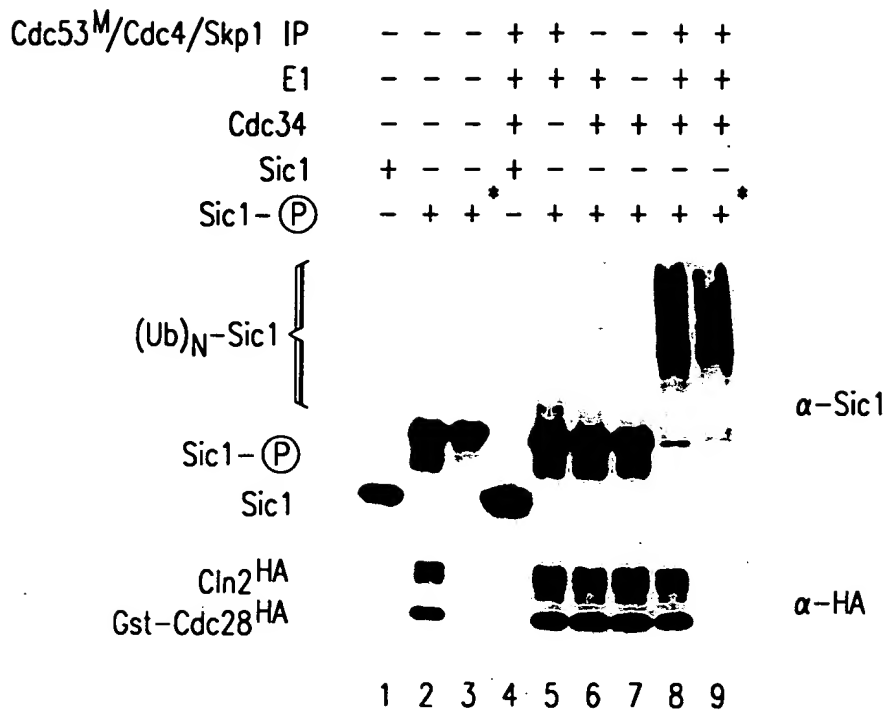 Cdc53M/Cdc4/Skp1 IP - - - + + - - + +
E1 - - - + + + - + +
Cdc34 - - - + - + + + +
Sic1 + - - + - - - - -
Sic1-Ⓟ - + +* - + + + + +*
(Ub)N-Sic1
α-Sic1
Sic1-Ⓟ
Sic1
Cln2HA
Gst-Cdc28HA
α-HA
1 2 3 4 5 6 7 8 9